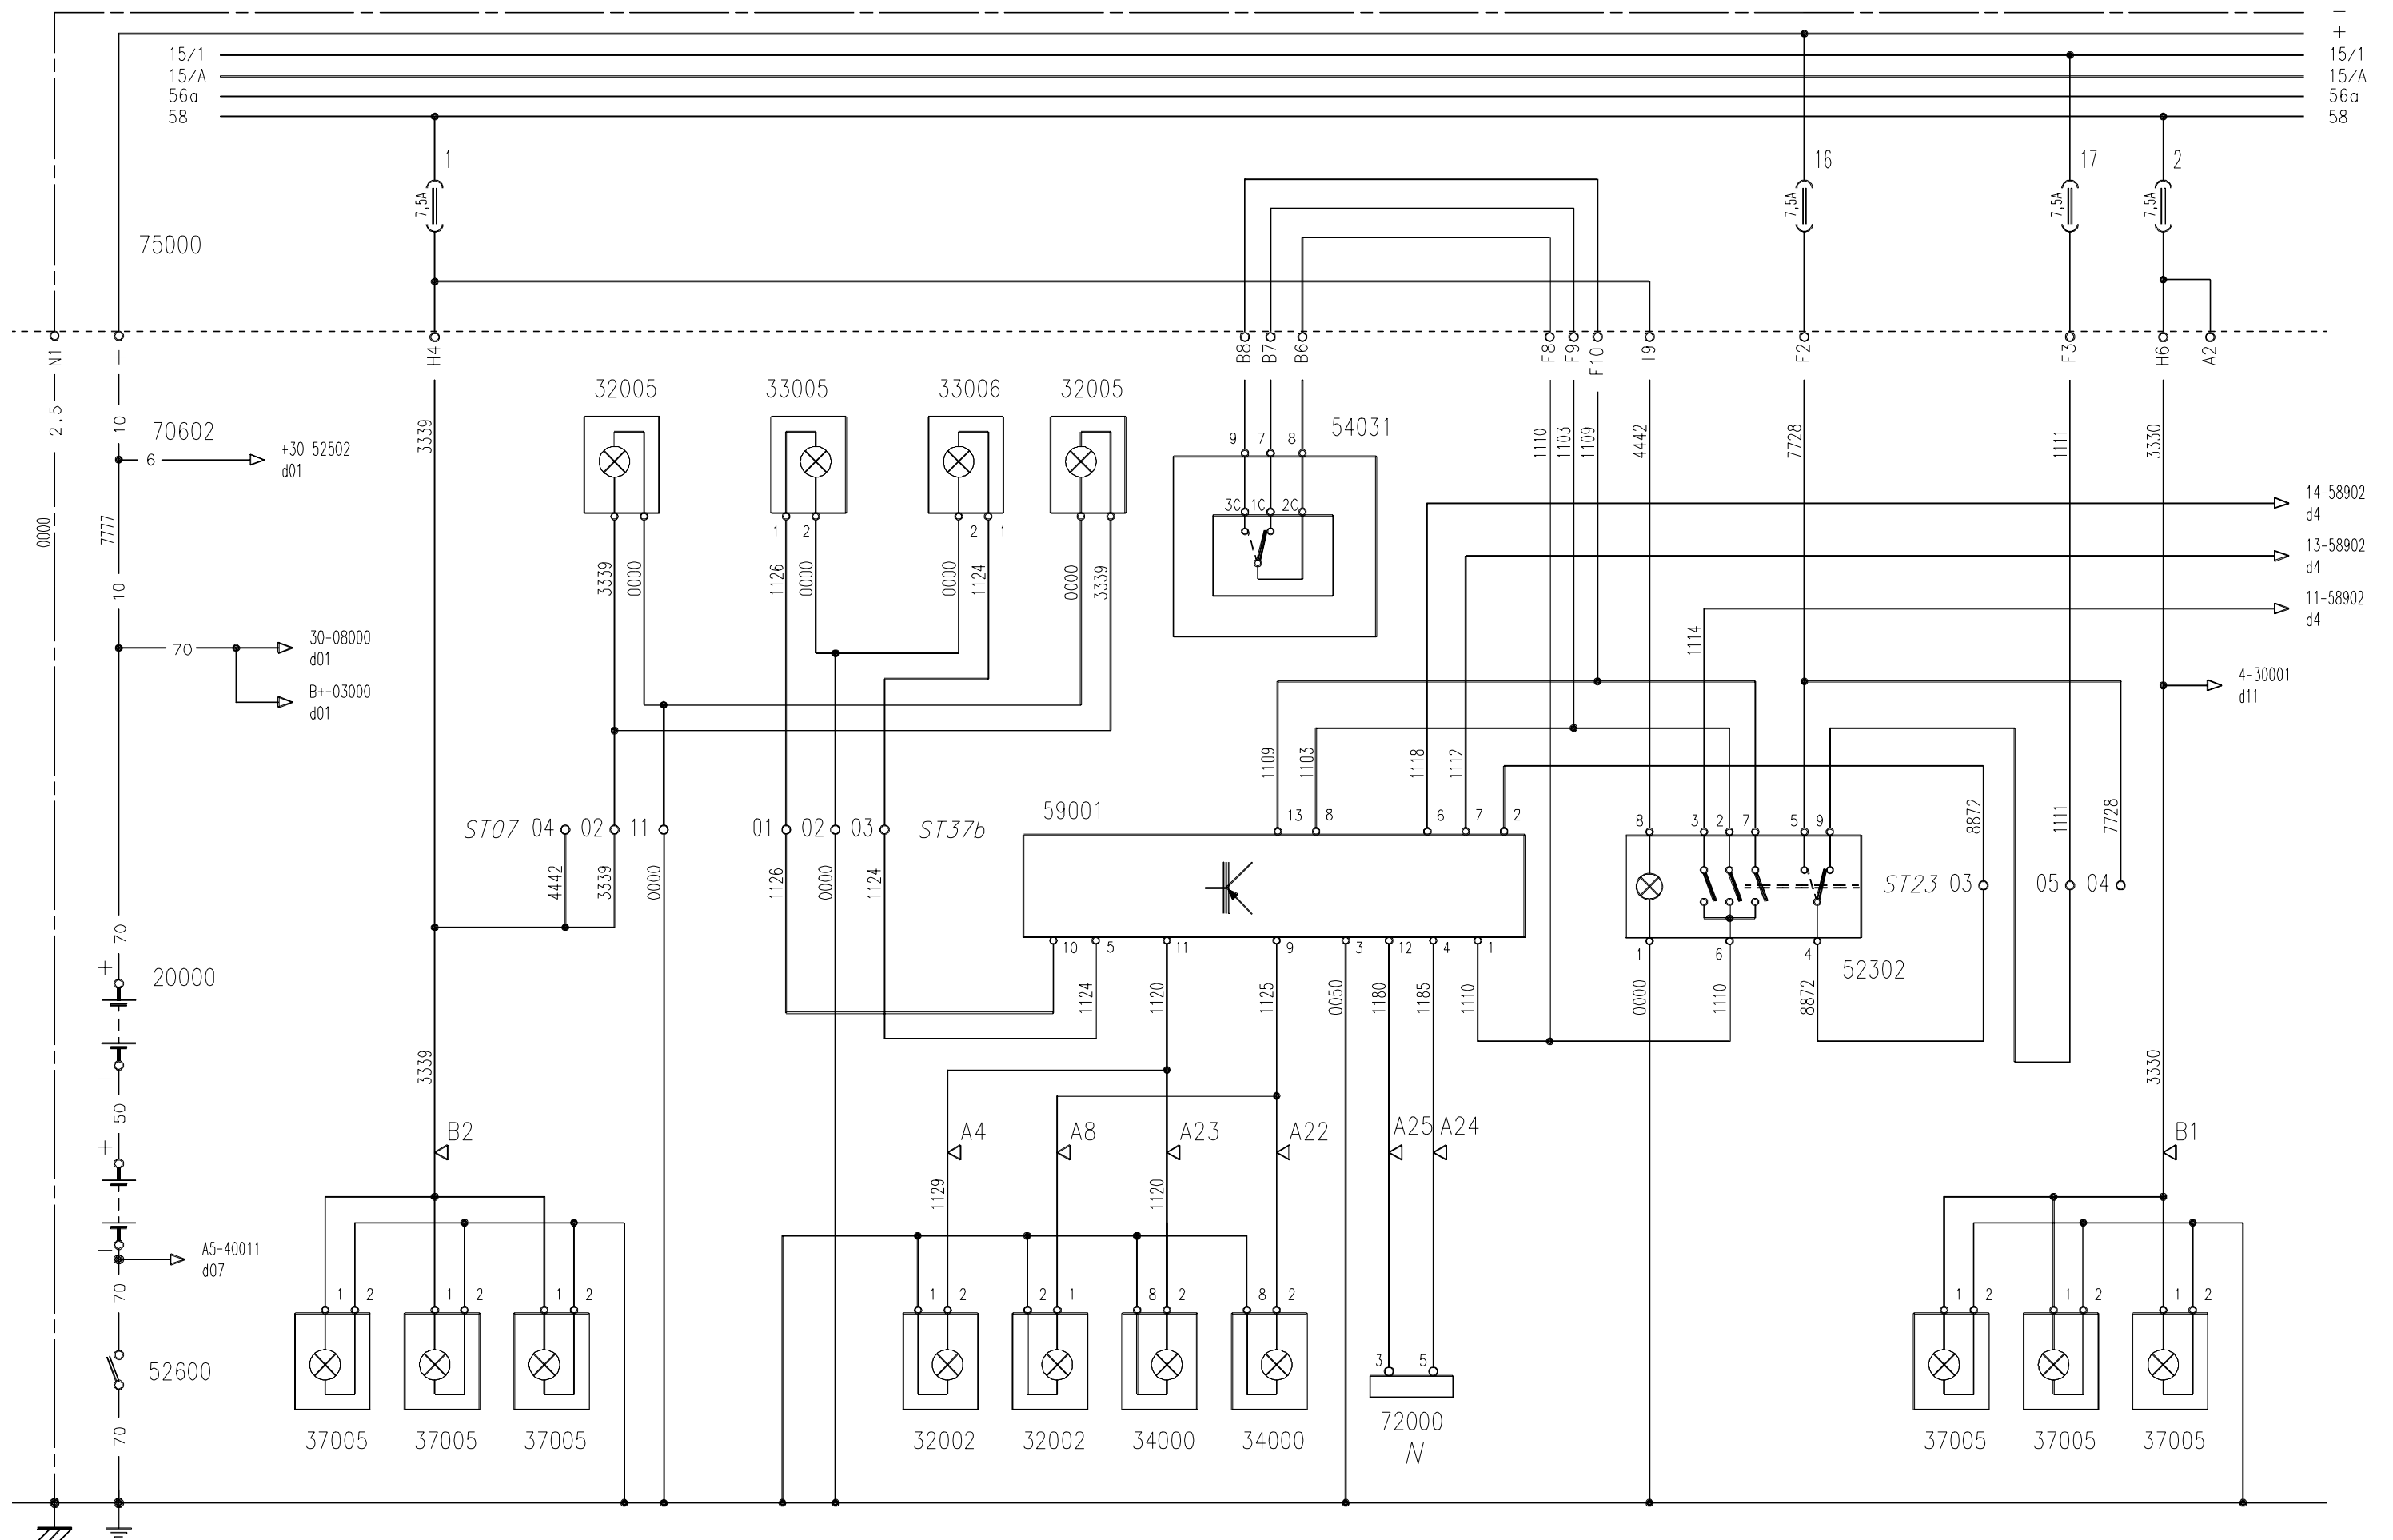 −
+
15/1 15/1
15/A 15/A
56a 56a
58 58
1 16 17 2
7,5A 7,5A 7,5A 7,5A
75000
N1 + H4 B8 B7 B6 F8 F9 F10 I9 F2 F3 H6 A2
32005 33005 33006 32005
2,5 10 70602 3339 54031 1110 1103 1109 4442 7728 1111 3330
9 7 8
6 +30 52502
d01
14-58902
d4
3C 1C 2C
0000 7777
1 2 2 1
13-58902
d4
10 3339 0000 1126 0000 0000 1124 0000 3339
11-58902
d4
70 30-08000
d01
1114
B+-03000
d01
4-30001
d11
1109 1103 1118 1112
59001 8872 1111 7728
ST07 04 02 11 01 02 03 ST37b
13 8 6 7 2 8 3 2 7 5 9
4442 3339 0000 1126 0000 1124
ST23 03 05 04
70
10 5 11 9 3 12 4 1 1 6 4
+ 20000 52302
1124 1120 1125 0050 1180 1185 1110 0000 1110 8872
−
50 3339 3330
+ B2 A4 A8 A23 A22 A25 A24 B1
1129 1120
− A5-40011
d07
70 1 2 1 2 1 2 1 2 2 1 8 2 8 2 1 2 1 2 1 2
3 5
52600
70 37005 37005 37005 32002 32002 34000 34000 72000 37005 37005 37005
N